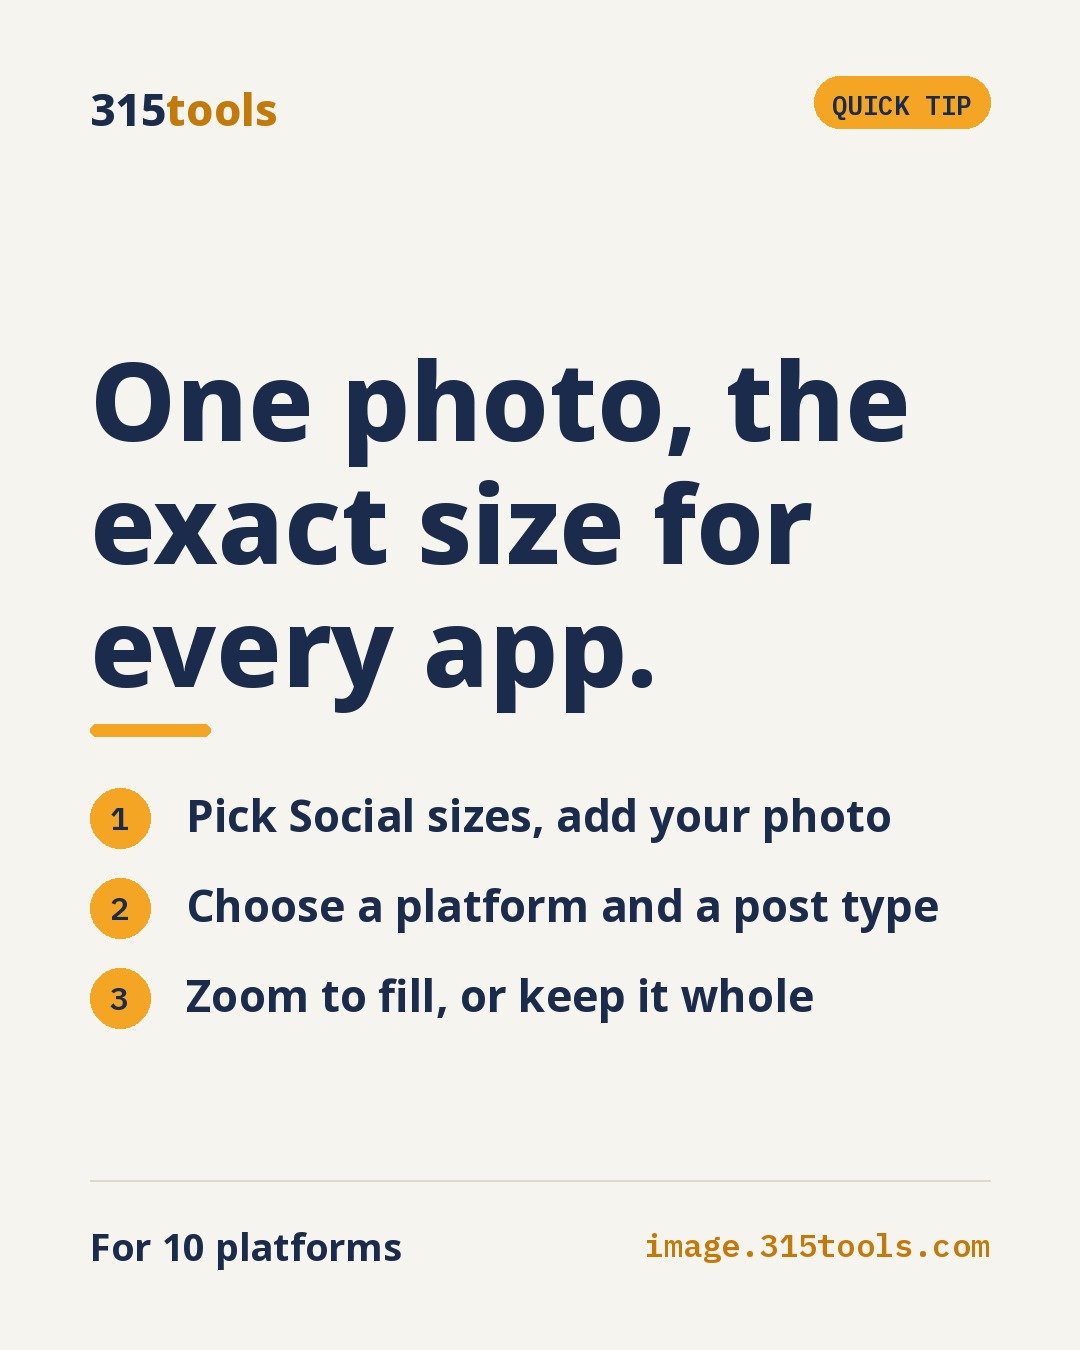 315tools
QUICK TIP
One photo, the
exact size for
every app.
1 Pick Social sizes, add your photo
2 Choose a platform and a post type
3 Zoom to fill, or keep it whole
For 10 platforms
image.315tools.com